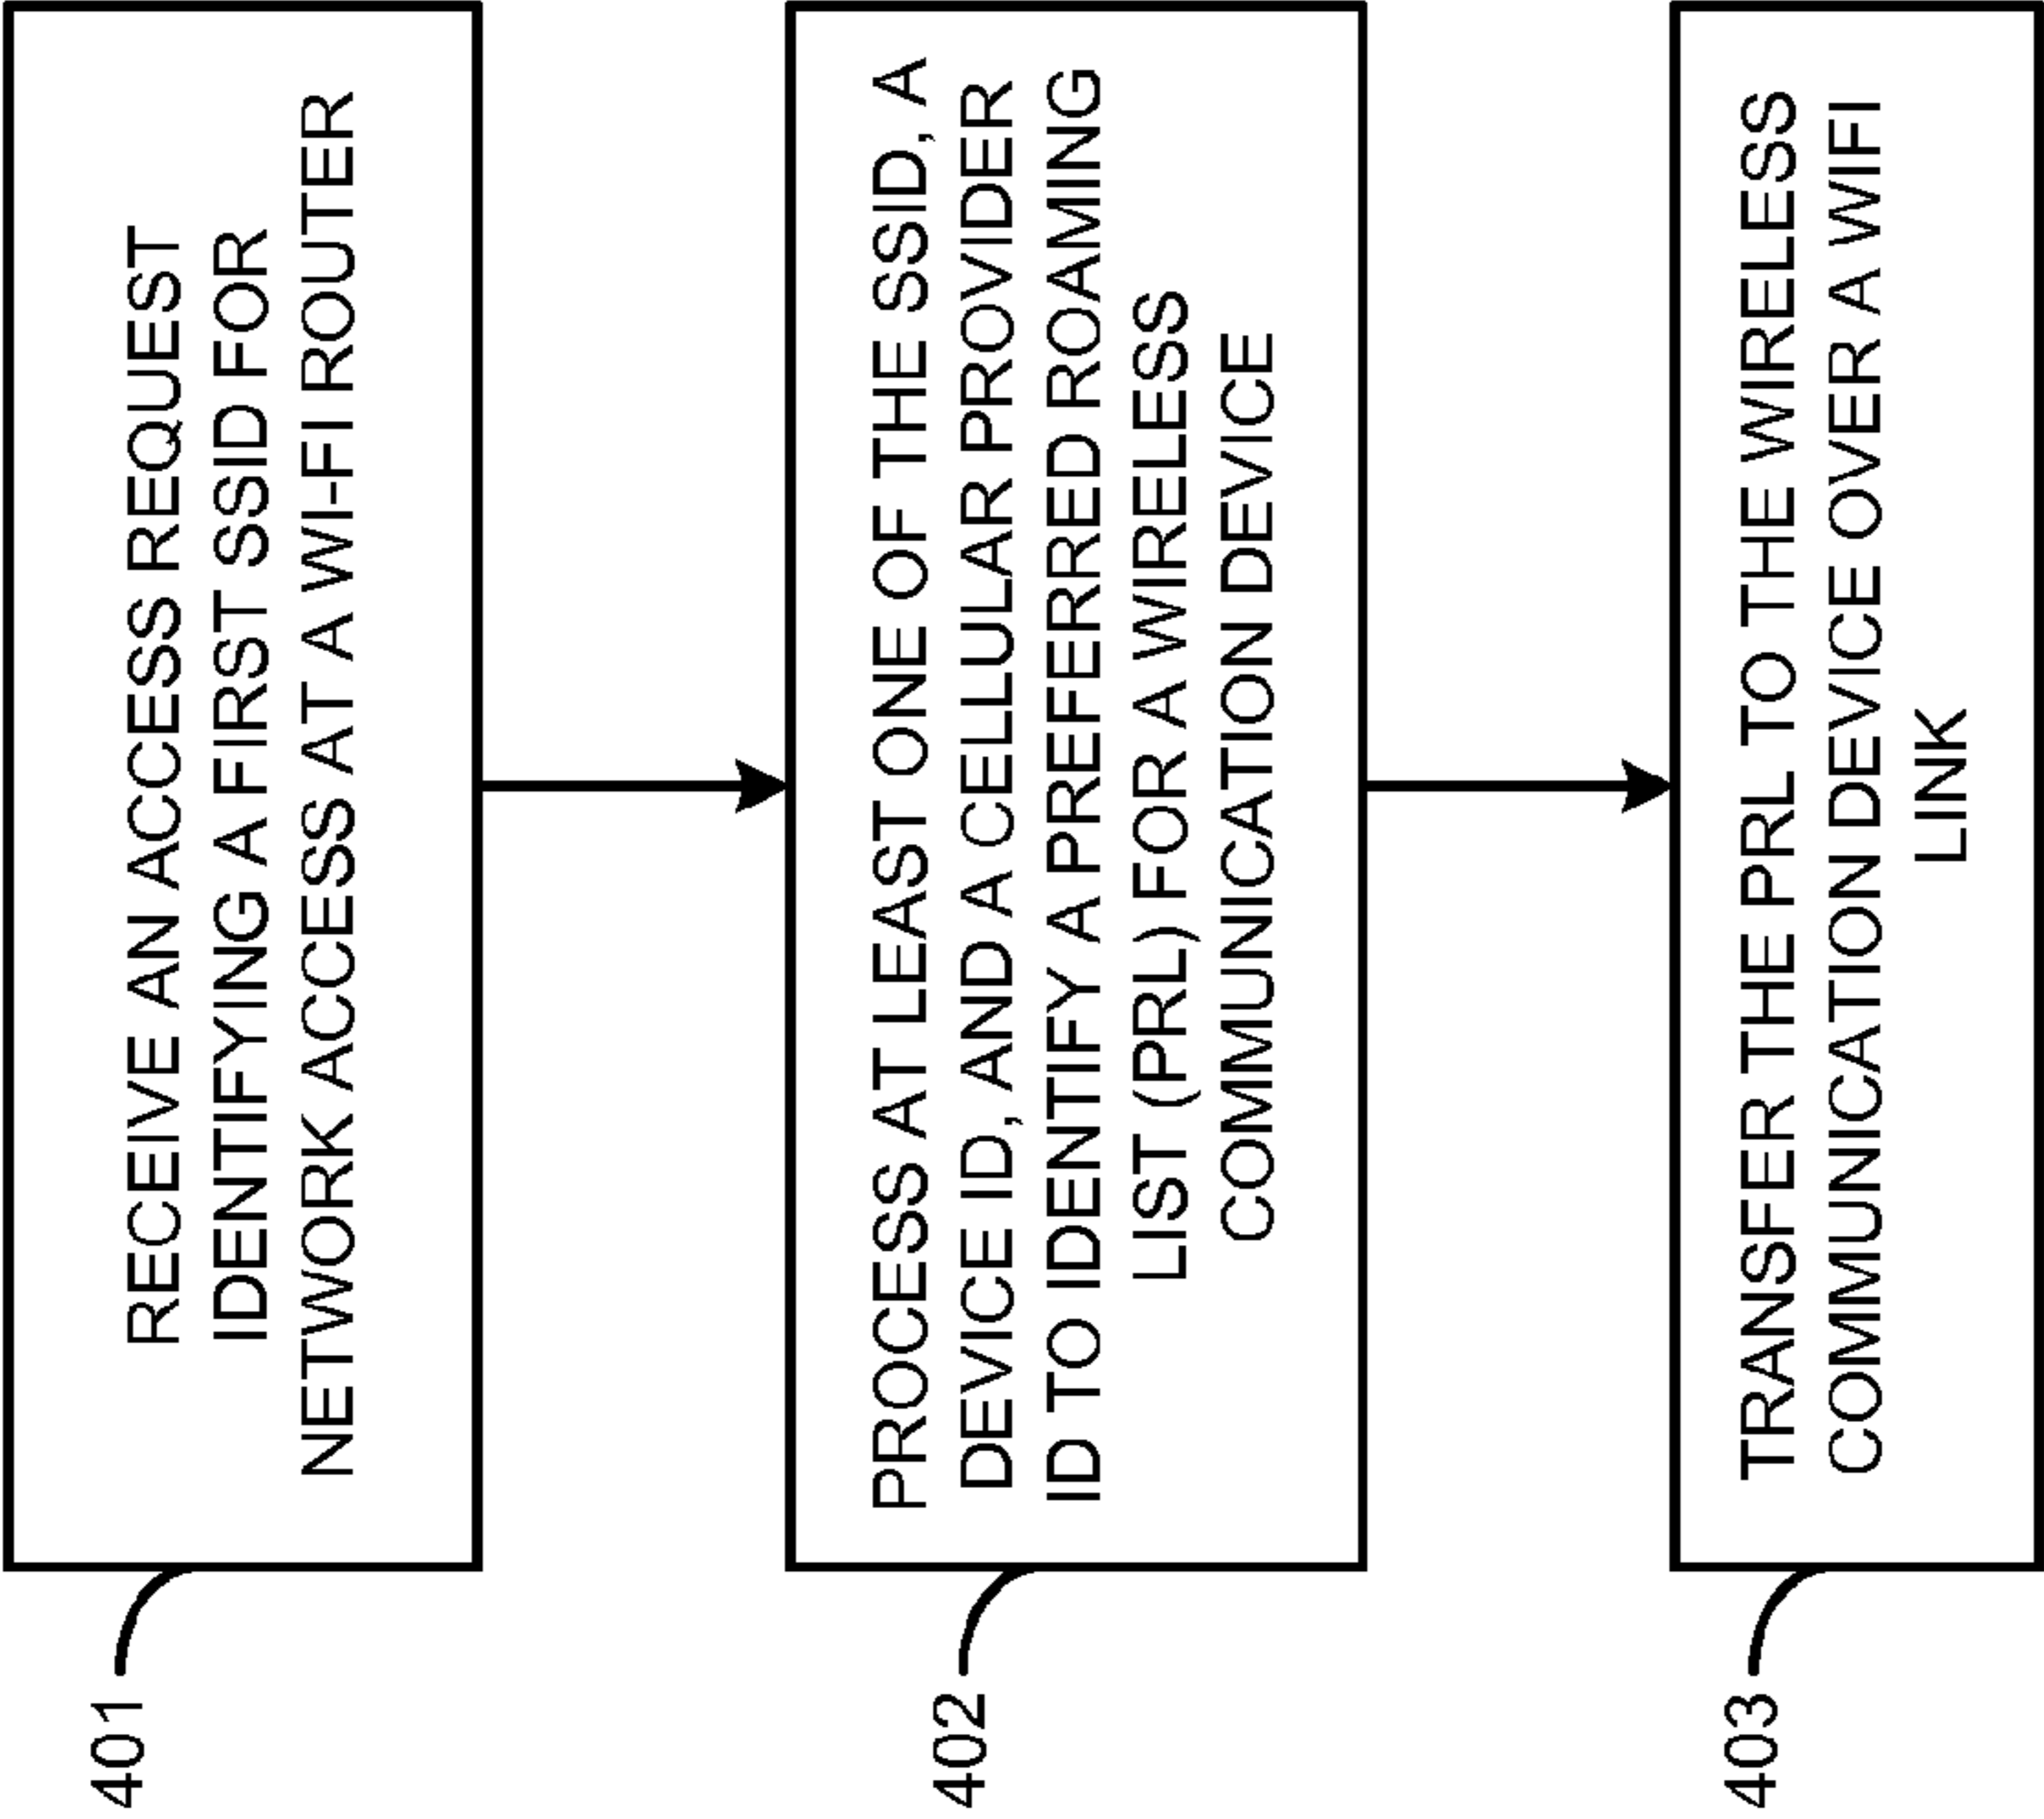 401
RECEIVE AN ACCESS REQUEST
IDENTIFYING A FIRST SSID FOR
NETWORK ACCESS AT A WI-FI ROUTER
402
PROCESS AT LEAST ONE OF THE SSID, A
DEVICE ID, AND A CELLULAR PROVIDER
ID TO IDENTIFY A PREFERRED ROAMING
LIST (PRL) FOR A WIRELESS
COMMUNICATION DEVICE
403
TRANSFER THE PRL TO THE WIRELESS
COMMUNICATION DEVICE OVER A WIFI
LINK